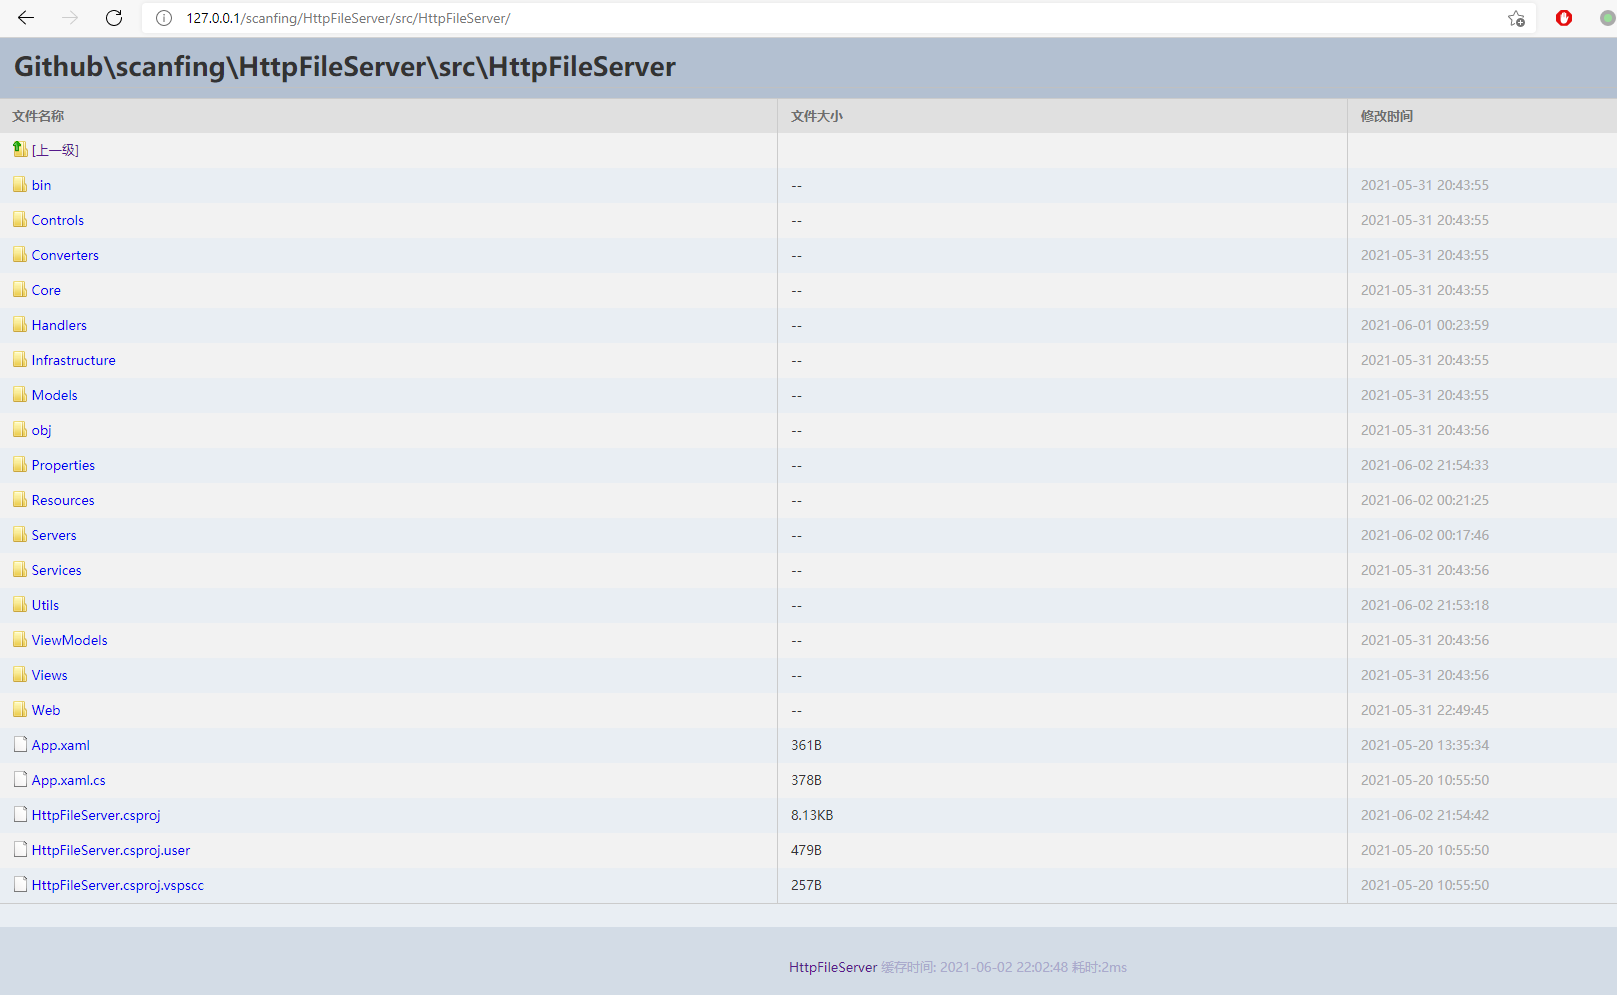 127.0.0.1/scanfing/HttpFileServer/src/HttpFileServer/
Github\scanfing\HttpFileServer\src\HttpFileServer
文件名称 文件大小 修改时间
[上一级]
bin -- 2021-05-31 20:43:55
Controls -- 2021-05-31 20:43:55
Converters -- 2021-05-31 20:43:55
Core -- 2021-05-31 20:43:55
Handlers -- 2021-06-01 00:23:59
Infrastructure -- 2021-05-31 20:43:55
Models -- 2021-05-31 20:43:55
obj -- 2021-05-31 20:43:56
Properties -- 2021-06-02 21:54:33
Resources -- 2021-06-02 00:21:25
Servers -- 2021-06-02 00:17:46
Services -- 2021-05-31 20:43:56
Utils -- 2021-06-02 21:53:18
ViewModels -- 2021-05-31 20:43:56
Views -- 2021-05-31 20:43:56
Web -- 2021-05-31 22:49:45
App.xaml 361B 2021-05-20 13:35:34
App.xaml.cs 378B 2021-05-20 10:55:50
HttpFileServer.csproj 8.13KB 2021-06-02 21:54:42
HttpFileServer.csproj.user 479B 2021-05-20 10:55:50
HttpFileServer.csproj.vspscc 257B 2021-05-20 10:55:50
HttpFileServer 缓存时间: 2021-06-02 22:02:48 耗时:2ms